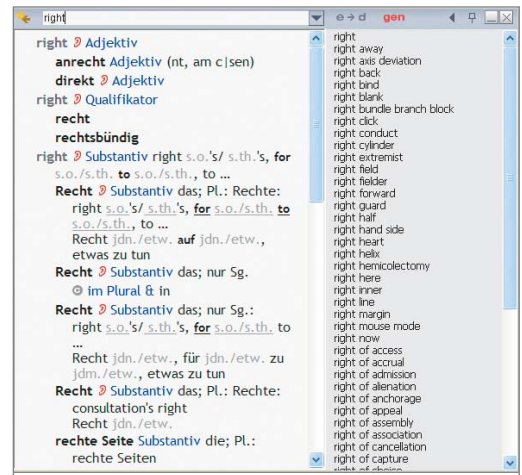 right
e → d gen
right Adjektiv
anrecht Adjektiv (nt, am c|sen)
direkt Adjektiv
right Qualifikator
recht
rechtsbündig
right Substantiv right s.o.'s/ s.th.'s, for
s.o./s.th. to s.o./s.th., to ...
Recht Substantiv das; Pl.: Rechte:
right s.o.'s/ s.th.'s, for s.o./s.th. to
s.o./s.th., to ...
Recht jdn./etw. auf jdn./etw.,
etwas zu tun
Recht Substantiv das; nur Sg.
im Plural & in
Recht Substantiv das; nur Sg.:
right s.o.'s/ s.th.'s, for s.o./s.th. to
...
Recht jdn./etw., für jdn./etw. zu
jdm./etw., etwas zu tun
Recht Substantiv das; Pl.: Rechte:
consultation's right
Recht jdn./etw.
rechte Seite Substantiv die; Pl.:
rechte Seiten
right
right away
right axis deviation
right back
right bind
right blank
right bundle branch block
right click
right conduct
right cylinder
right extremist
right field
right fielder
right forward
right guard
right half
right hand side
right heart
right helix
right hemicolectomy
right here
right inner
right line
right margin
right mouse mode
right now
right of access
right of accrual
right of admission
right of alienation
right of anchorage
right of appeal
right of assembly
right of association
right of cancellation
right of capture
right of choice